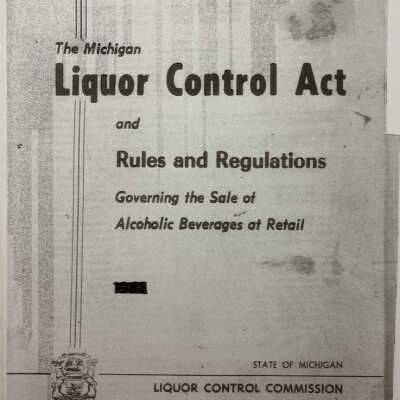 The Michigan
Liquor Control Act
and
Rules and Regulations
Governing the Sale of
Alcoholic Beverages at Retail
STATE OF MICHIGAN
LIQUOR CONTROL COMMISSION